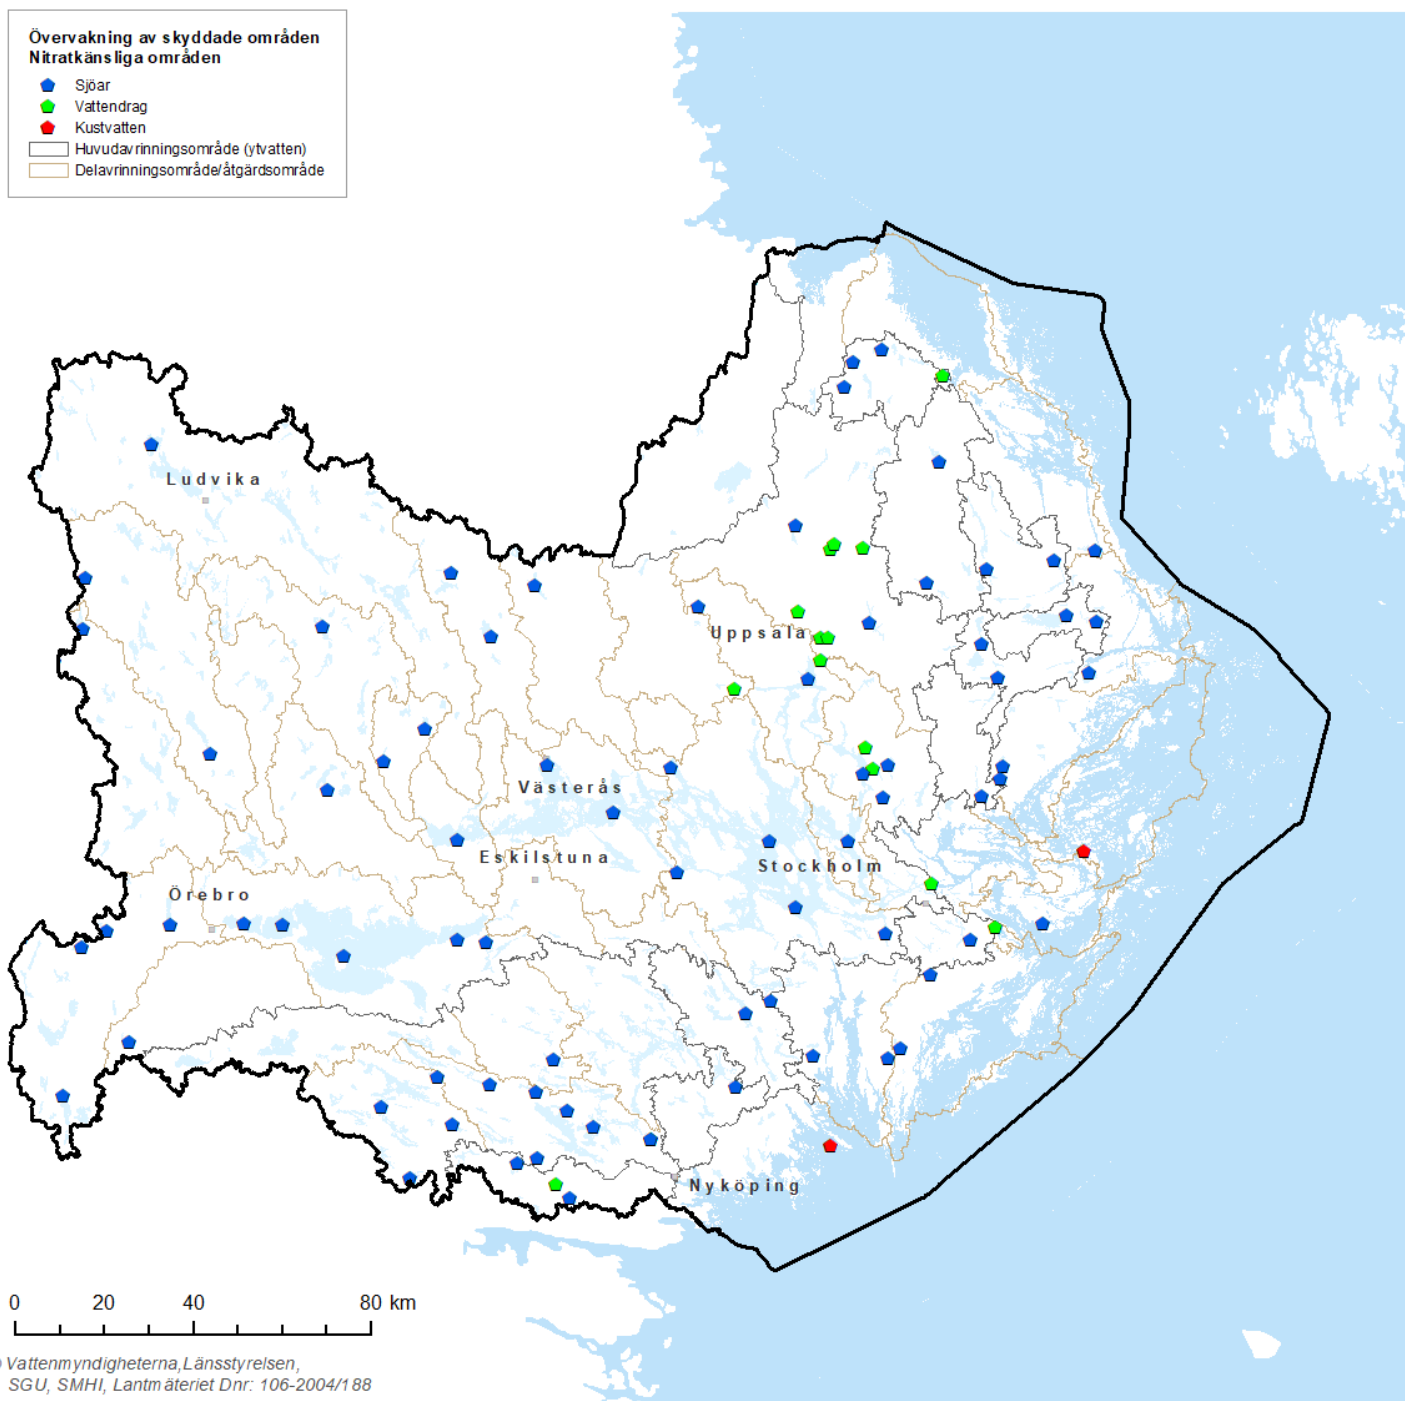 Övervakning av skyddade områden
Nitratkänsliga områden
Sjöar
Vattendrag
Kustvatten
Huvudavrinningsområde (ytvatten)
Delavrinningsområde/åtgärdsområde
Ludvika
Uppsala
Västerås
Eskilstuna
Stockholm
Örebro
Nyköping
0 20 40 80 km
Vattenmyndigheterna,Länsstyrelsen,
SGU, SMHI, Lantmäteriet Dnr: 106-2004/188